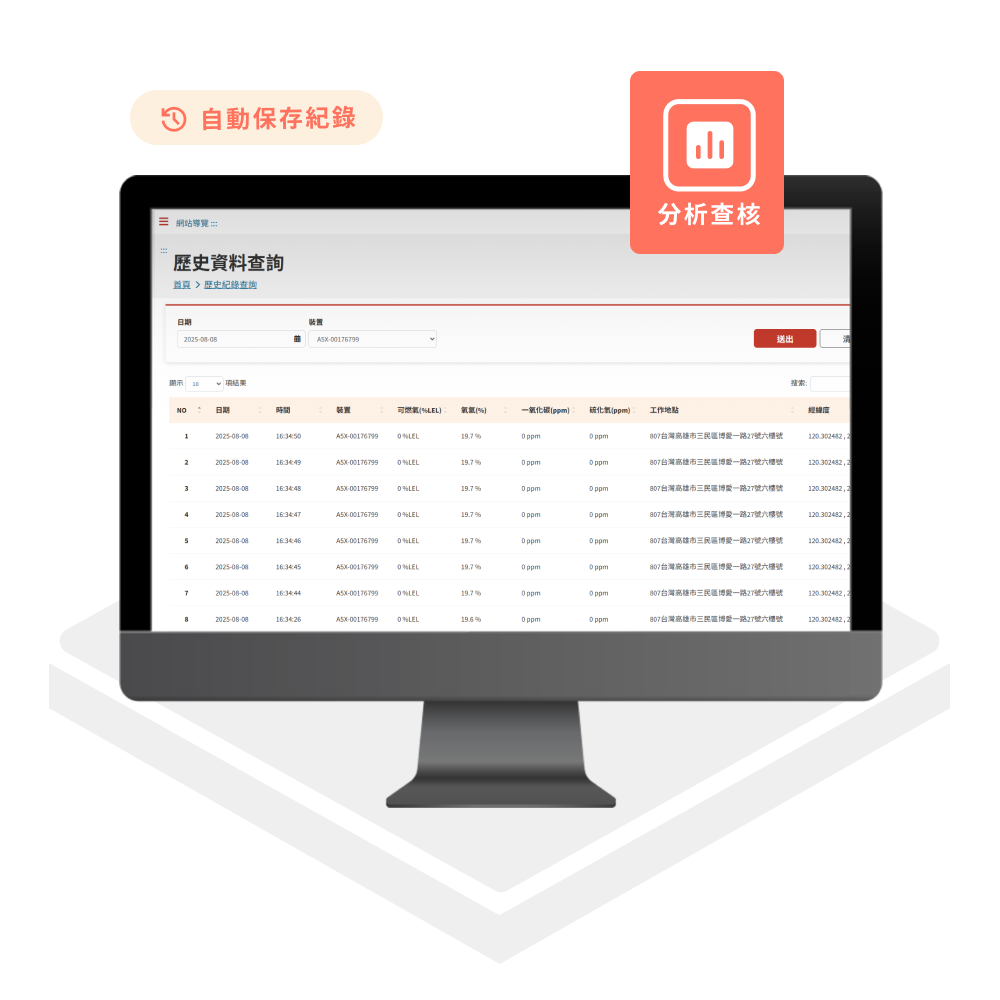 自動保存紀錄
分析查核
網站導覽 :::
:::
歷史資料查詢
首頁 > 歷史紀錄查詢
日期 裝置
2025-08-08 A5X-00176799 送出 清
顯示 10 項結果 搜索:
NO 日期 時間 裝置 可燃氣(%LEL) 氧氣(%) 一氧化碳(ppm) 硫化氫(ppm) 工作地點 經緯度
1 2025-08-08 16:34:50 A5X-00176799 0 %LEL 19.7 % 0 ppm 0 ppm 807台灣高雄市三民區博愛一路27號六樓號 120.302482 , 2
2 2025-08-08 16:34:49 A5X-00176799 0 %LEL 19.7 % 0 ppm 0 ppm 807台灣高雄市三民區博愛一路27號六樓號 120.302482 , 2
3 2025-08-08 16:34:48 A5X-00176799 0 %LEL 19.7 % 0 ppm 0 ppm 807台灣高雄市三民區博愛一路27號六樓號 120.302482 , 2
4 2025-08-08 16:34:47 A5X-00176799 0 %LEL 19.7 % 0 ppm 0 ppm 807台灣高雄市三民區博愛一路27號六樓號 120.302482 , 2
5 2025-08-08 16:34:46 A5X-00176799 0 %LEL 19.7 % 0 ppm 0 ppm 807台灣高雄市三民區博愛一路27號六樓號 120.302482 , 2
6 2025-08-08 16:34:45 A5X-00176799 0 %LEL 19.7 % 0 ppm 0 ppm 807台灣高雄市三民區博愛一路27號六樓號 120.302482 , 2
7 2025-08-08 16:34:44 A5X-00176799 0 %LEL 19.7 % 0 ppm 0 ppm 807台灣高雄市三民區博愛一路27號六樓號 120.302482 , 2
8 2025-08-08 16:34:26 A5X-00176799 0 %LEL 19.6 % 0 ppm 0 ppm 807台灣高雄市三民區博愛一路27號六樓號 120.302482 , 2